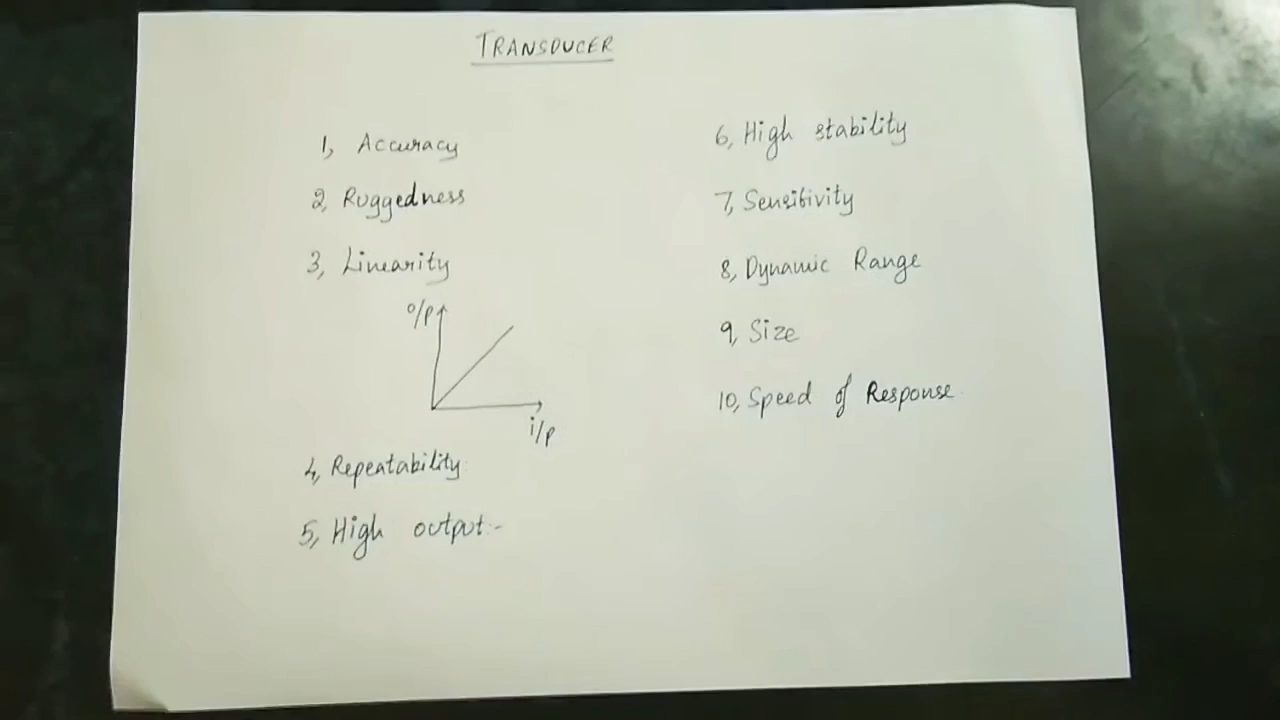 TRANSDUCER
1, Accuracy
2, Ruggedness
3, Linearity
o/p
i/p
4, Repeatability
5, High output:-
6, High stability
7, Sensitivity
8, Dynamic Range
9, Size
10, Speed of Response